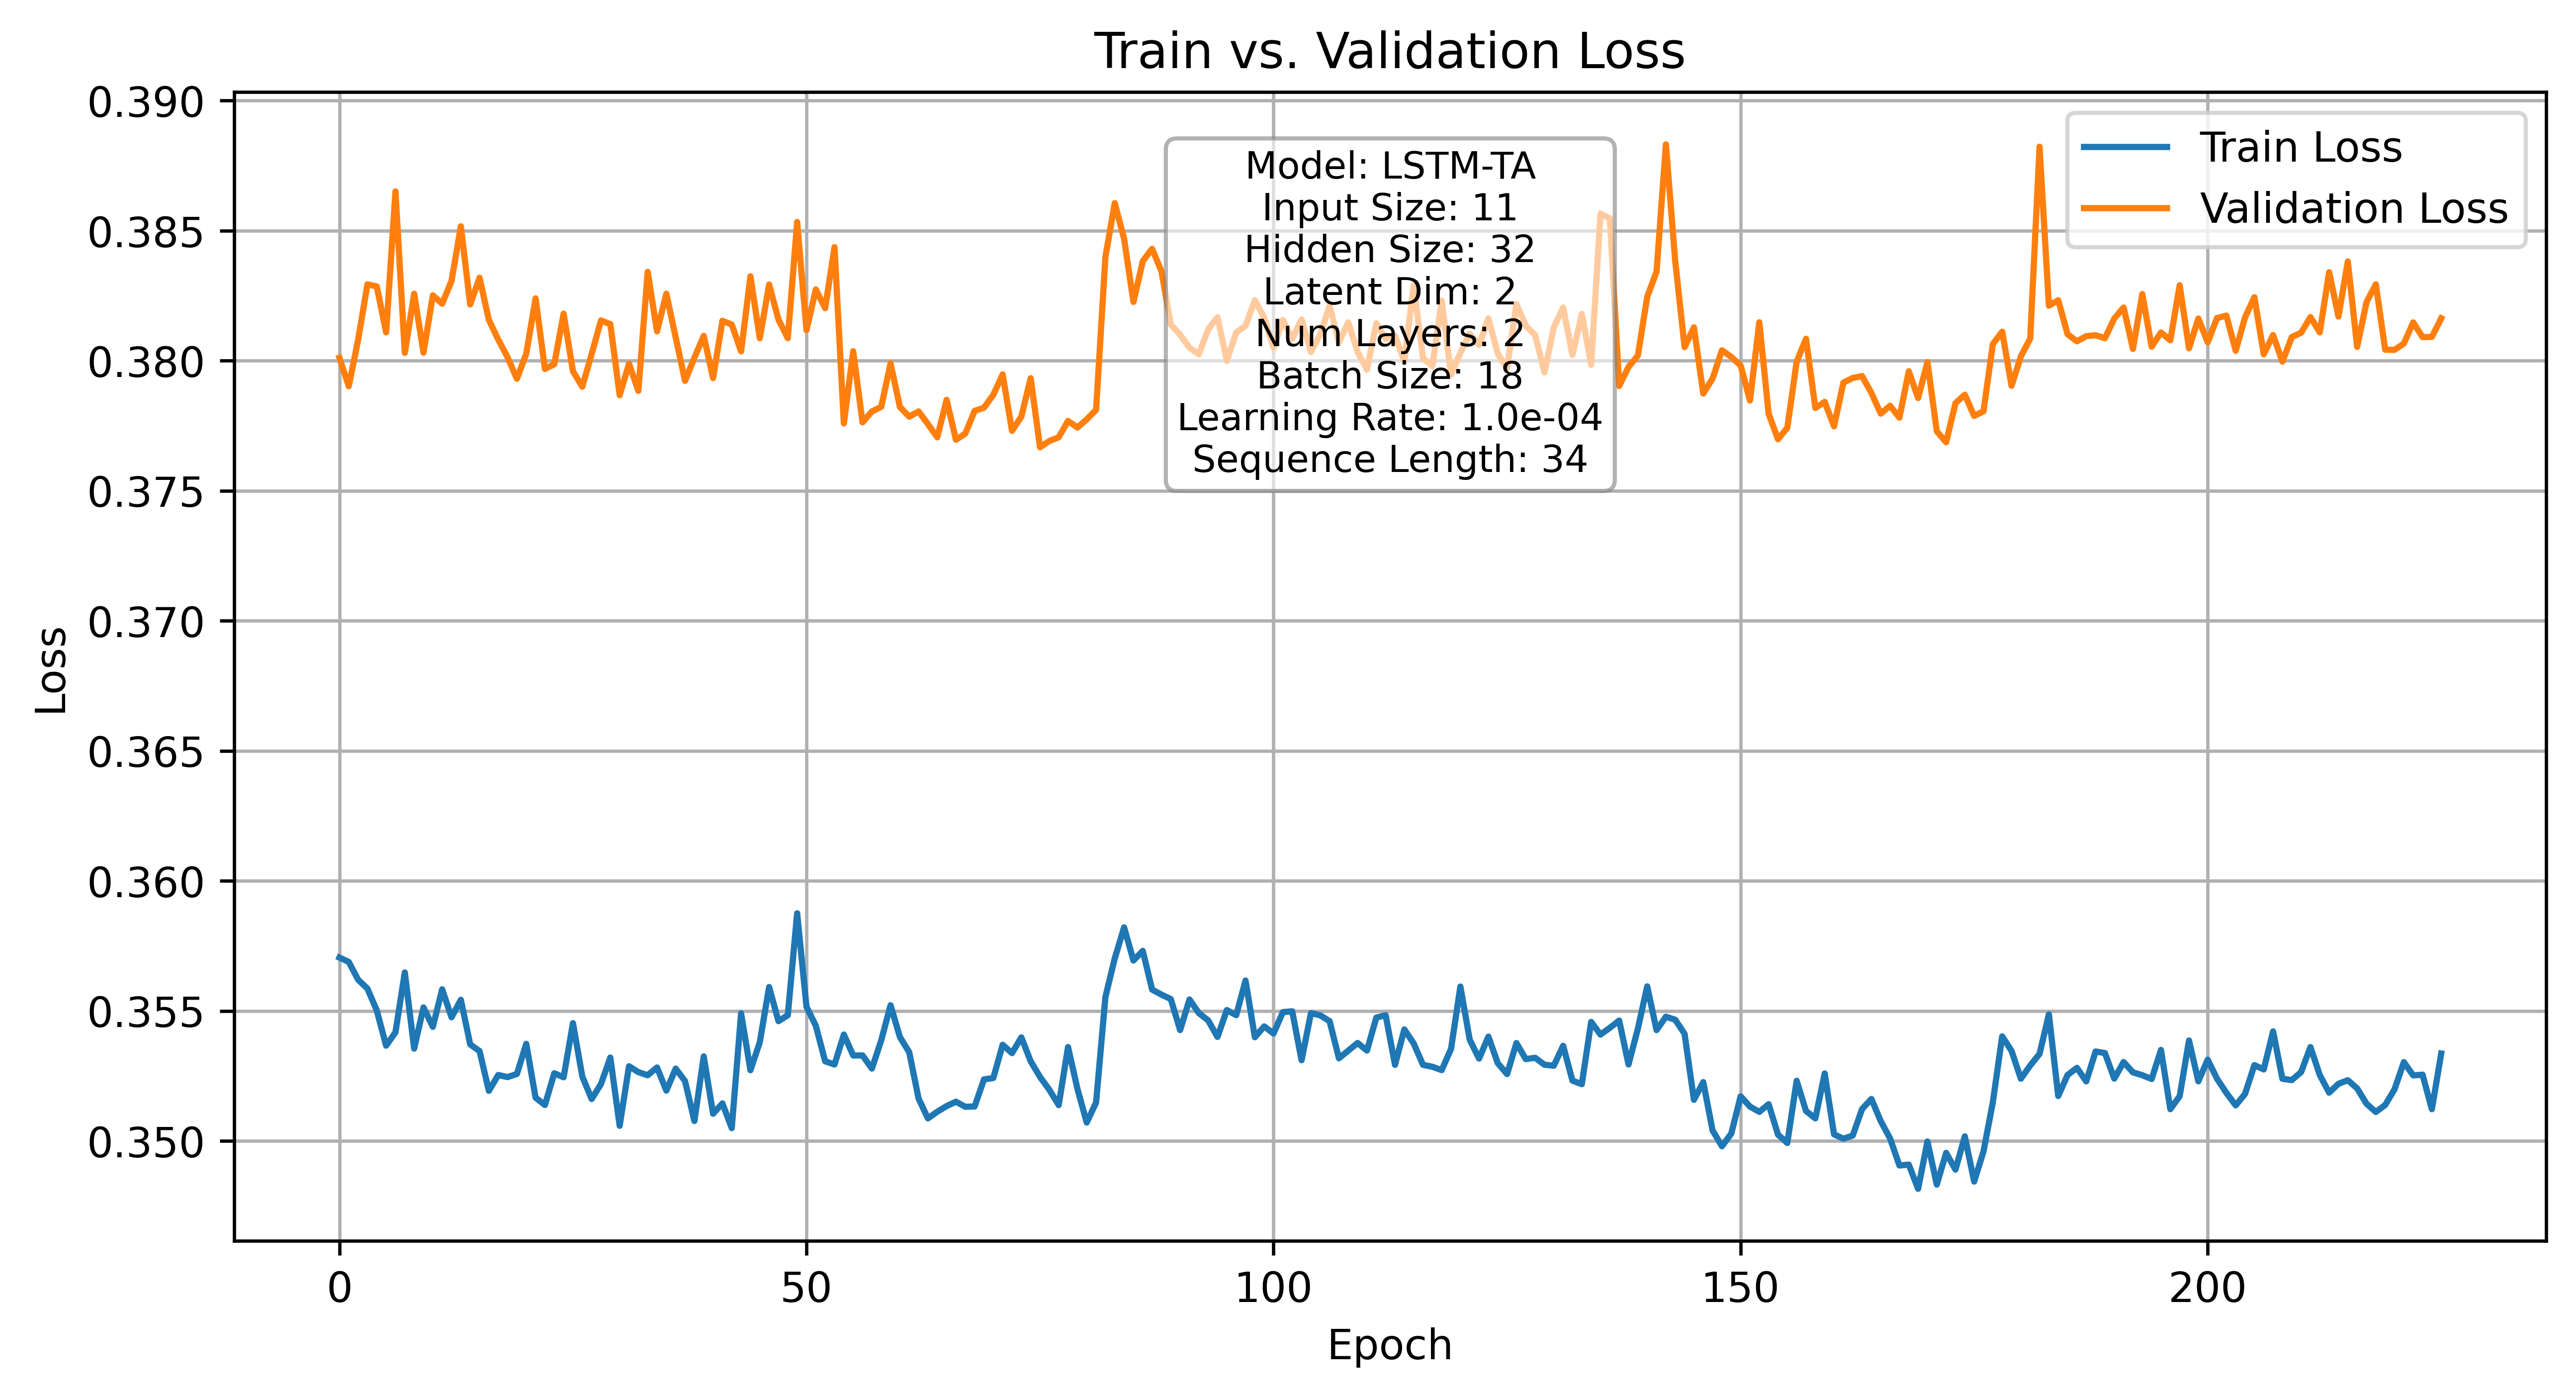 Train vs. Validation Loss
0.390
0.385
0.380
0.375
0.370
0.365
0.360
0.355
0.350
Loss
Model: LSTM-TA
Input Size: 11
Hidden Size: 32
Latent Dim: 2
Num Layers: 2
Batch Size: 18
Learning Rate: 1.0e-04
Sequence Length: 34
Train Loss
Validation Loss
0
50
100
150
200
Epoch